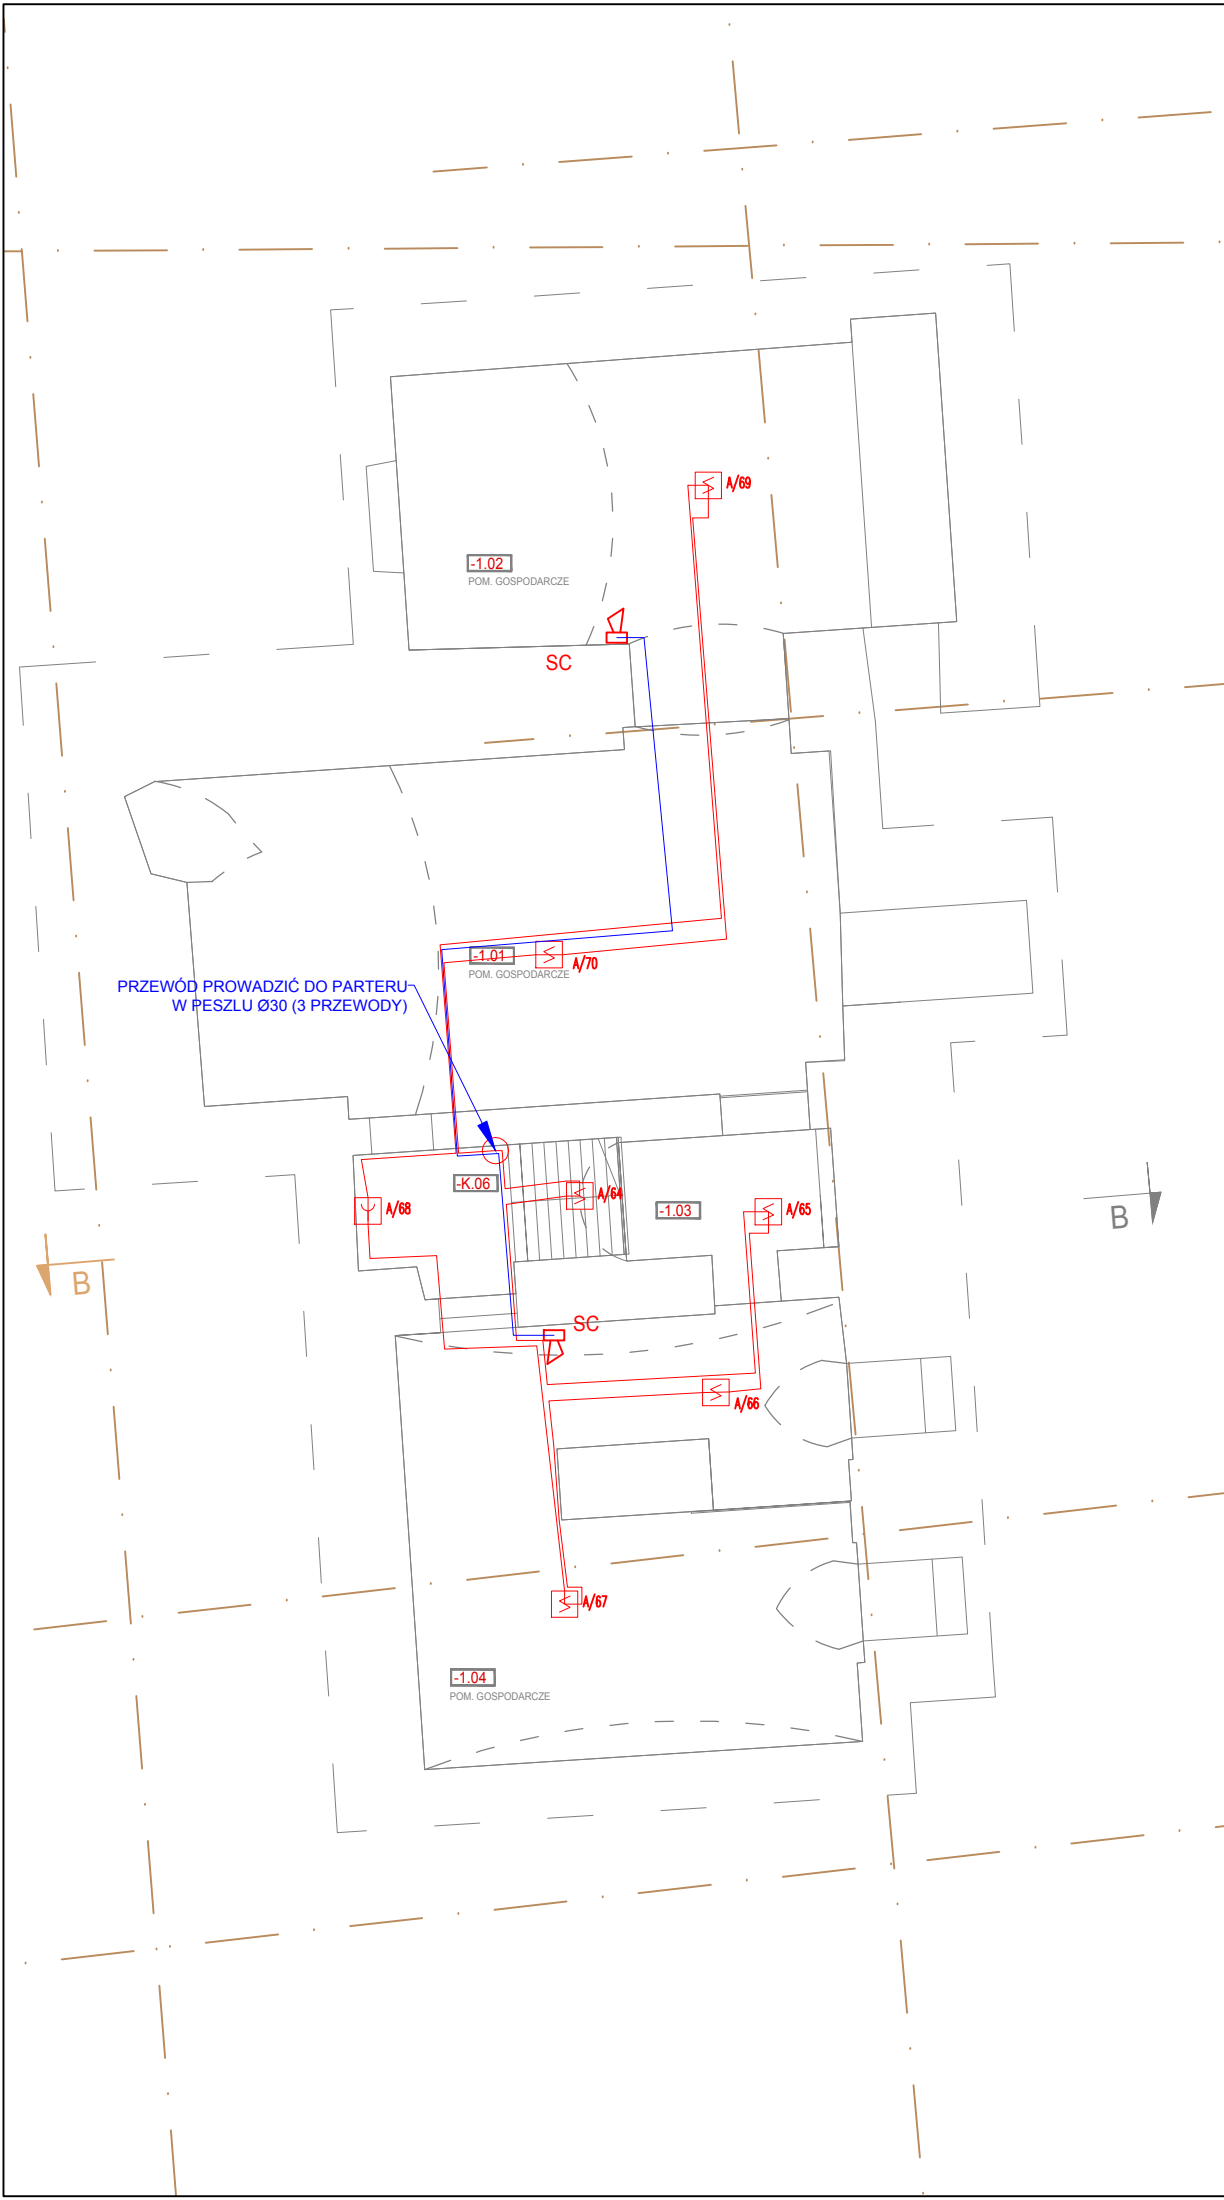 A/69
-1.02
POM. GOSPODARCZE
SC
-1.01
A/70
POM. GOSPODARCZE
PRZEWÓD PROWADZIĆ DO PARTERU
W PESZLU Ø30 (3 PRZEWODY)
-K.06
A/64
A/68
-1.03
A/65
B
B
SC
A/66
A/67
-1.04
POM. GOSPODARCZE